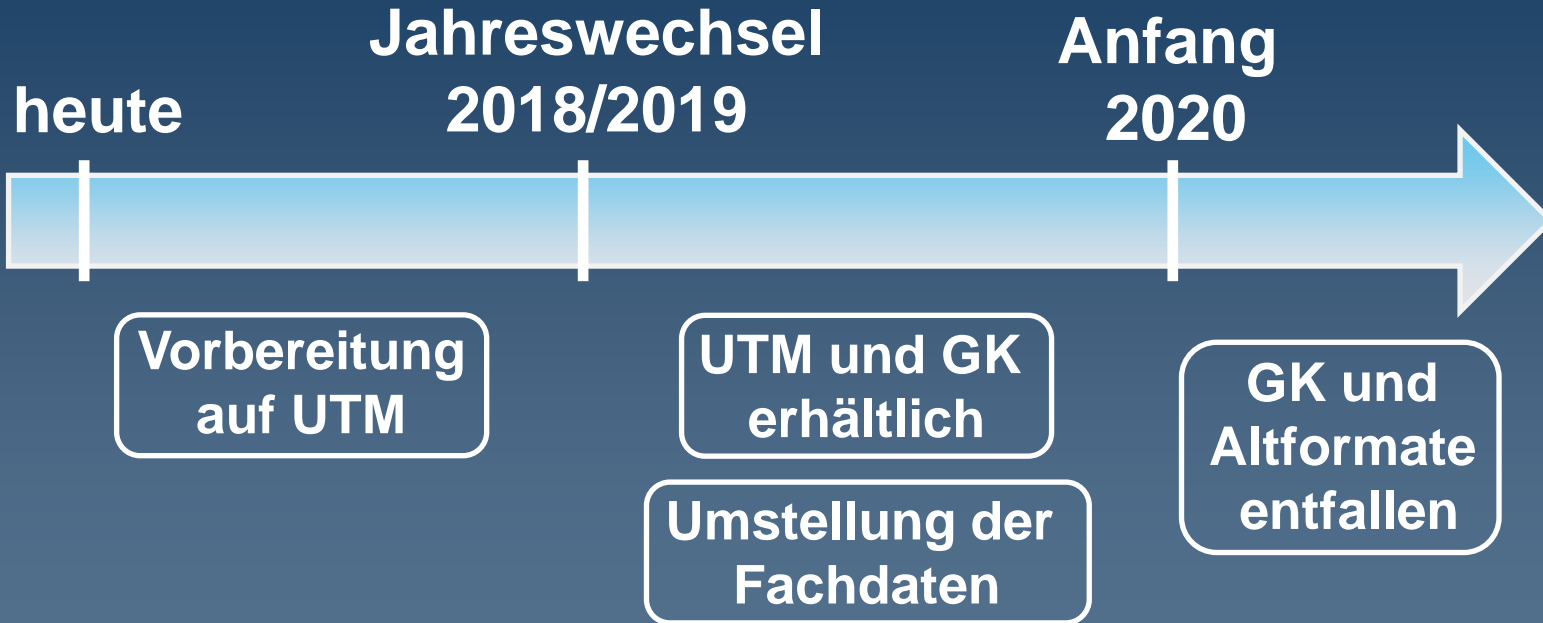 heute
Jahreswechsel
2018/2019
Anfang
2020
Vorbereitung
auf UTM
UTM und GK
erhältlich
Umstellung der
Fachdaten
GK und
Altformate
entfallen